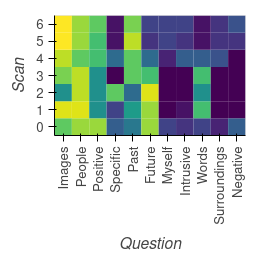 Scan
6
5
4
3
2
1
0
Images
People
Positive
Specific
Past
Future
Myself
Intrusive
Words
Surroundings
Negative
Question